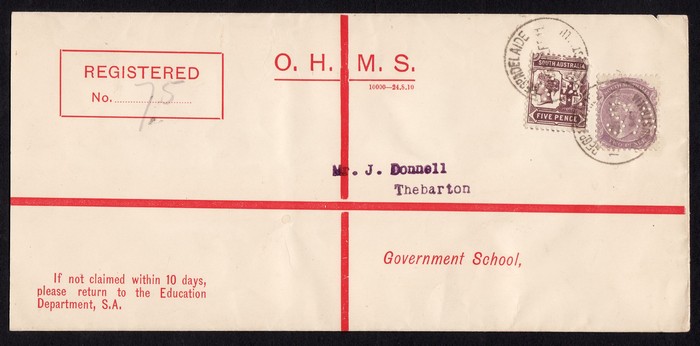 REGISTERED
No. 75
O. H. M. S.
10000—24.8.10
ADELAIDE
SOUTH AUSTRALIA
FIVE PENCE
Mr. J. Donnell
Thebarton
Government School,
If not claimed within 10 days,
please return to the Education
Department, S.A.